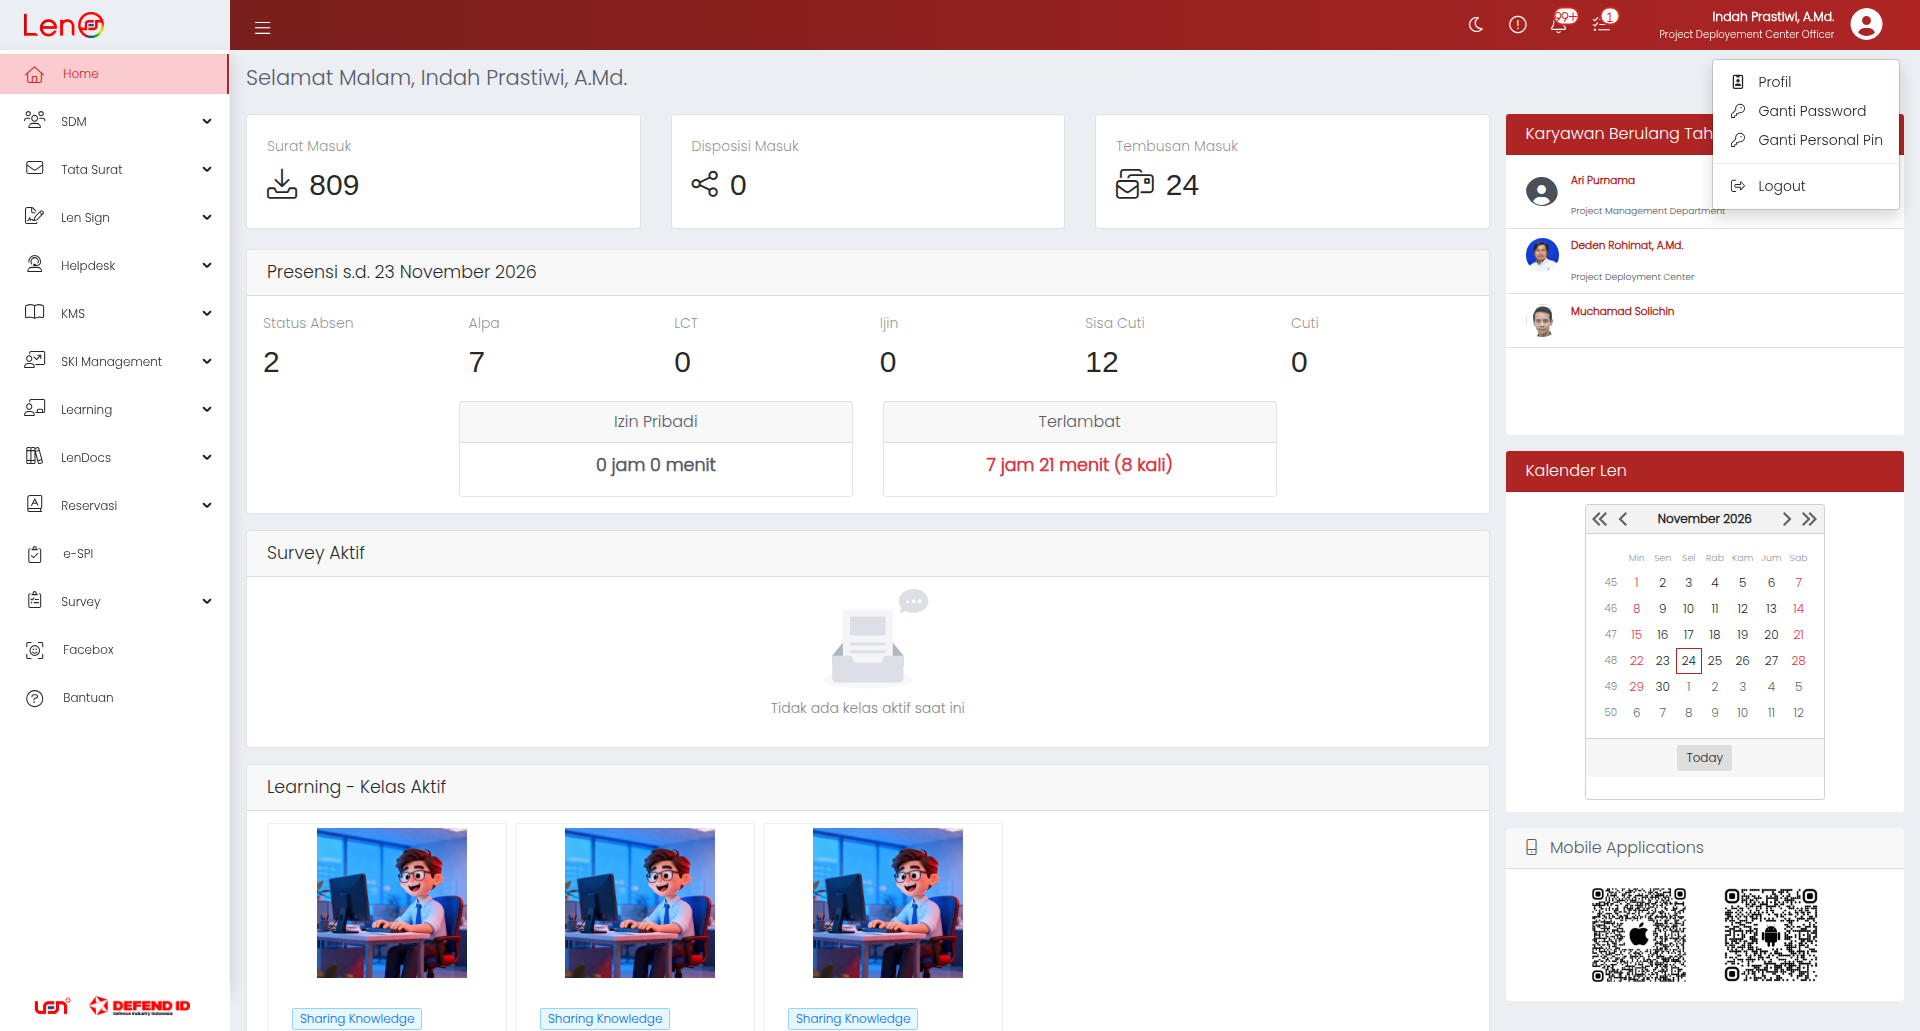 Len
99+
1
Indah Prastiwi, A.Md.
Project Deployement Center Officer
Home
SDM
Tata Surat
Len Sign
Helpdesk
KMS
SKI Management
Learning
LenDocs
Reservasi
e-SPI
Survey
Facebox
Bantuan
Len
DEFEND ID
Defence Industry Indonesia
Selamat Malam, Indah Prastiwi, A.Md.
Surat Masuk
809
Disposisi Masuk
0
Tembusan Masuk
24
Presensi s.d. 23 November 2026
Status Absen
2
Alpa
7
LCT
0
Ijin
0
Sisa Cuti
12
Cuti
0
Izin Pribadi
0 jam 0 menit
Terlambat
7 jam 21 menit (8 kali)
Survey Aktif
Tidak ada kelas aktif saat ini
Learning - Kelas Aktif
Sharing Knowledge
Sharing Knowledge
Sharing Knowledge
Profil
Ganti Password
Ganti Personal Pin
Logout
Karyawan Berulang Tah
Ari Purnama
Project Management Department
Deden Rohimat, A.Md.
Project Deployment Center
Muchamad Solichin
Kalender Len
November 2026
Min Sen Sel Rab Kam Jum Sab
45 1 2 3 4 5 6 7
46 8 9 10 11 12 13 14
47 15 16 17 18 19 20 21
48 22 23 24 25 26 27 28
49 29 30 1 2 3 4 5
50 6 7 8 9 10 11 12
Today
Mobile Applications